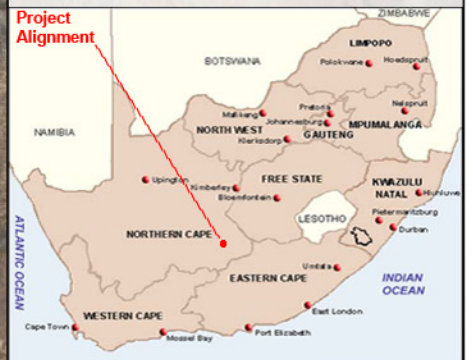 Project
Alignment
ZIMBABWE
LIMPOPO
Polokwane
Hoedspruit
BOTSWANA
Nelspruit
Mafikang
Pretoria
Johannesburg
MPUMALANGA
NORTH WEST
GAUTENG
Klerksdorp
NAMIBIA
Upington
Kimberley
FREE STATE
KWAZULU
NATAL
Hluhluwe
Bloemfontein
LESOTHO
Pietermaritzburg
Durban
ATLANTIC OCEAN
NORTHERN CAPE
Umtata
EASTERN CAPE
INDIAN
OCEAN
East London
WESTERN CAPE
Cape Town
Mossel Bay
Port Elizabeth